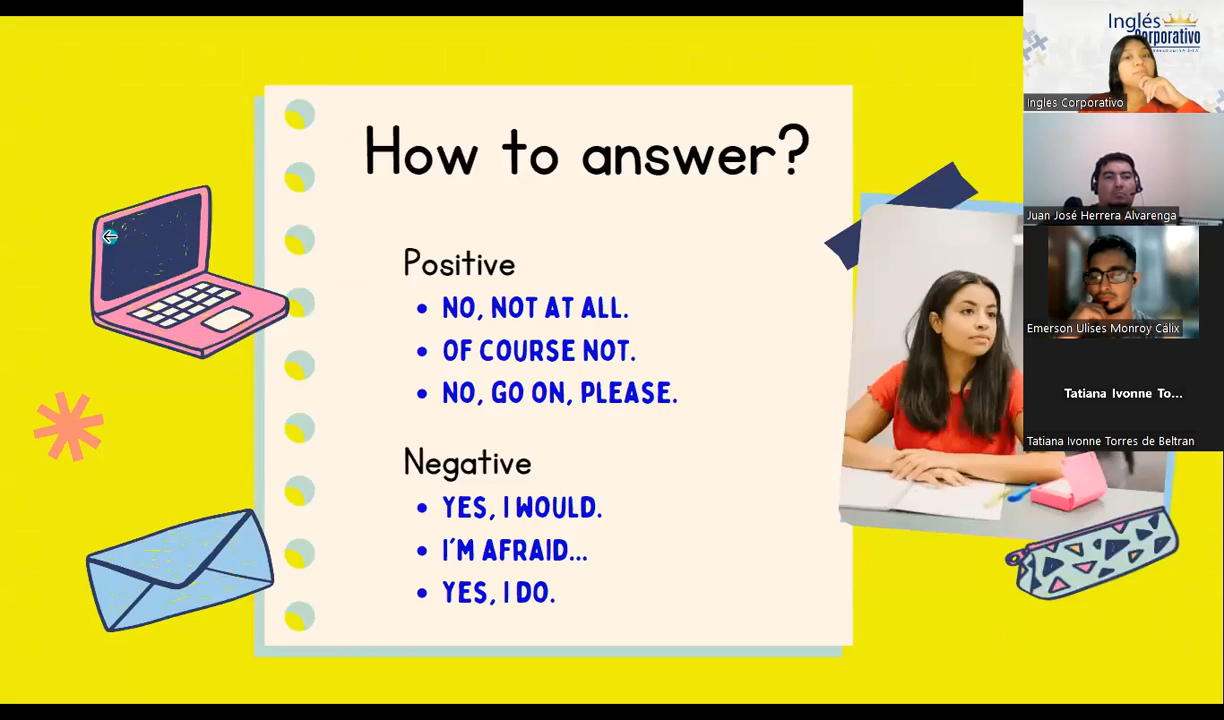 How to answer?
Positive
• NO, NOT AT ALL.
• OF COURSE NOT.
• NO, GO ON, PLEASE.
Negative
• YES, I WOULD.
• I'M AFRAID...
• YES, I DO.
Inglés
Corporativo
Ingles Corporativo
Juan José Herrera Alvarenga
Emerson Ulises Monroy Cálix
Tatiana Ivonne To...
Tatiana Ivonne Torres de Beltran